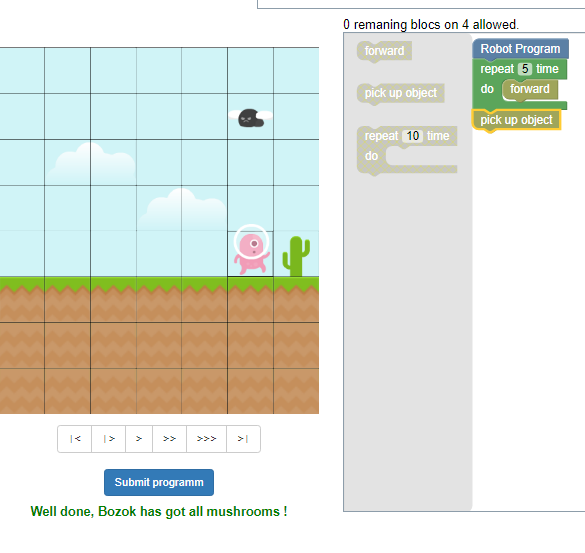 0 remaning blocs on 4 allowed.
forward
pick up object
repeat 10 time
do
Robot Program
repeat 5 time
do forward
pick up object
|< |> > >> >>> >|
Submit programm
Well done, Bozok has got all mushrooms !